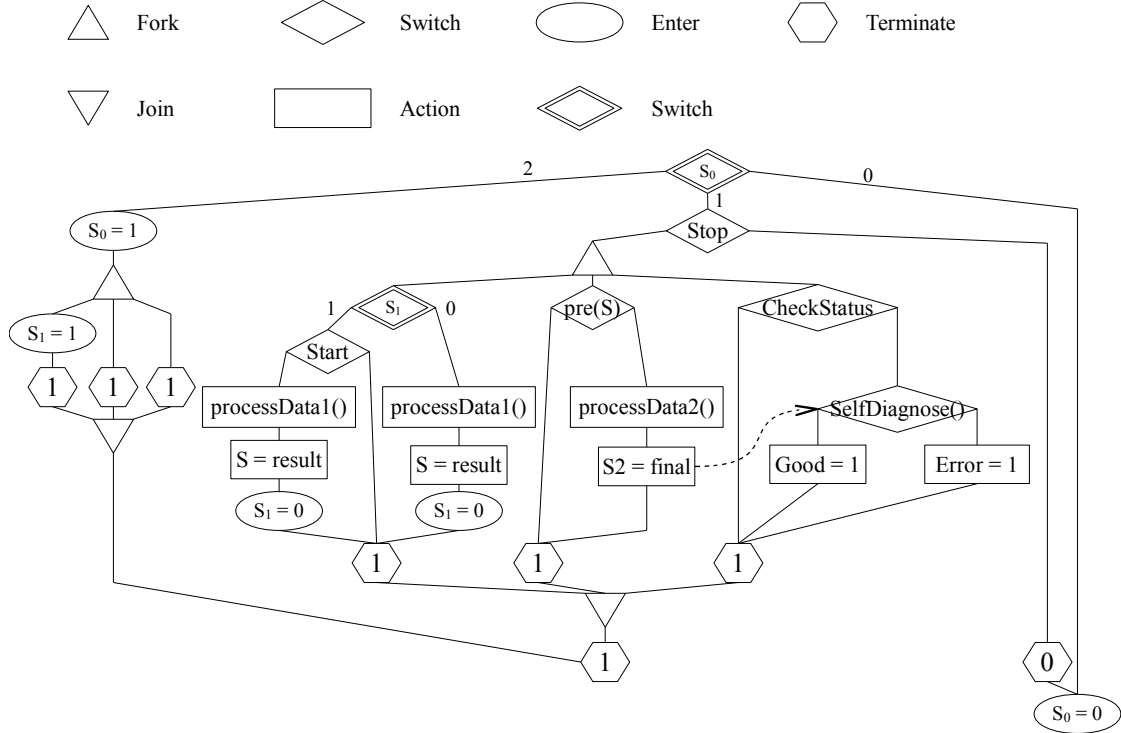 Fork
Switch
Enter
Terminate
Join
Action
Switch
S0
2
0
1
S0 = 1
Stop
1
S1
0
pre(S)
CheckStatus
S1 = 1
Start
1
1
1
processData1()
processData1()
processData2()
SelfDiagnose()
S = result
S = result
S2 = final
Good = 1
Error = 1
S1 = 0
S1 = 0
1
1
1
1
0
S0 = 0